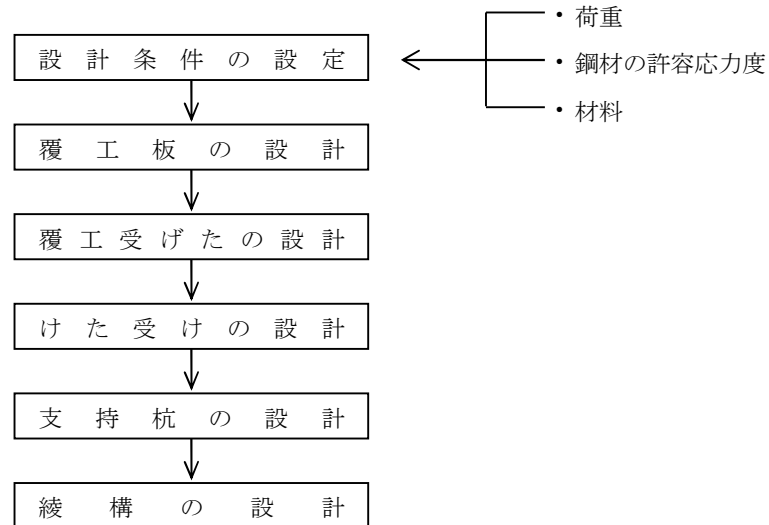 設計条件の設定
・荷重
・鋼材の許容応力度
・材料
覆工板の設計
覆工受げたの設計
けた受けの設計
支持杭の設計
綾構の設計